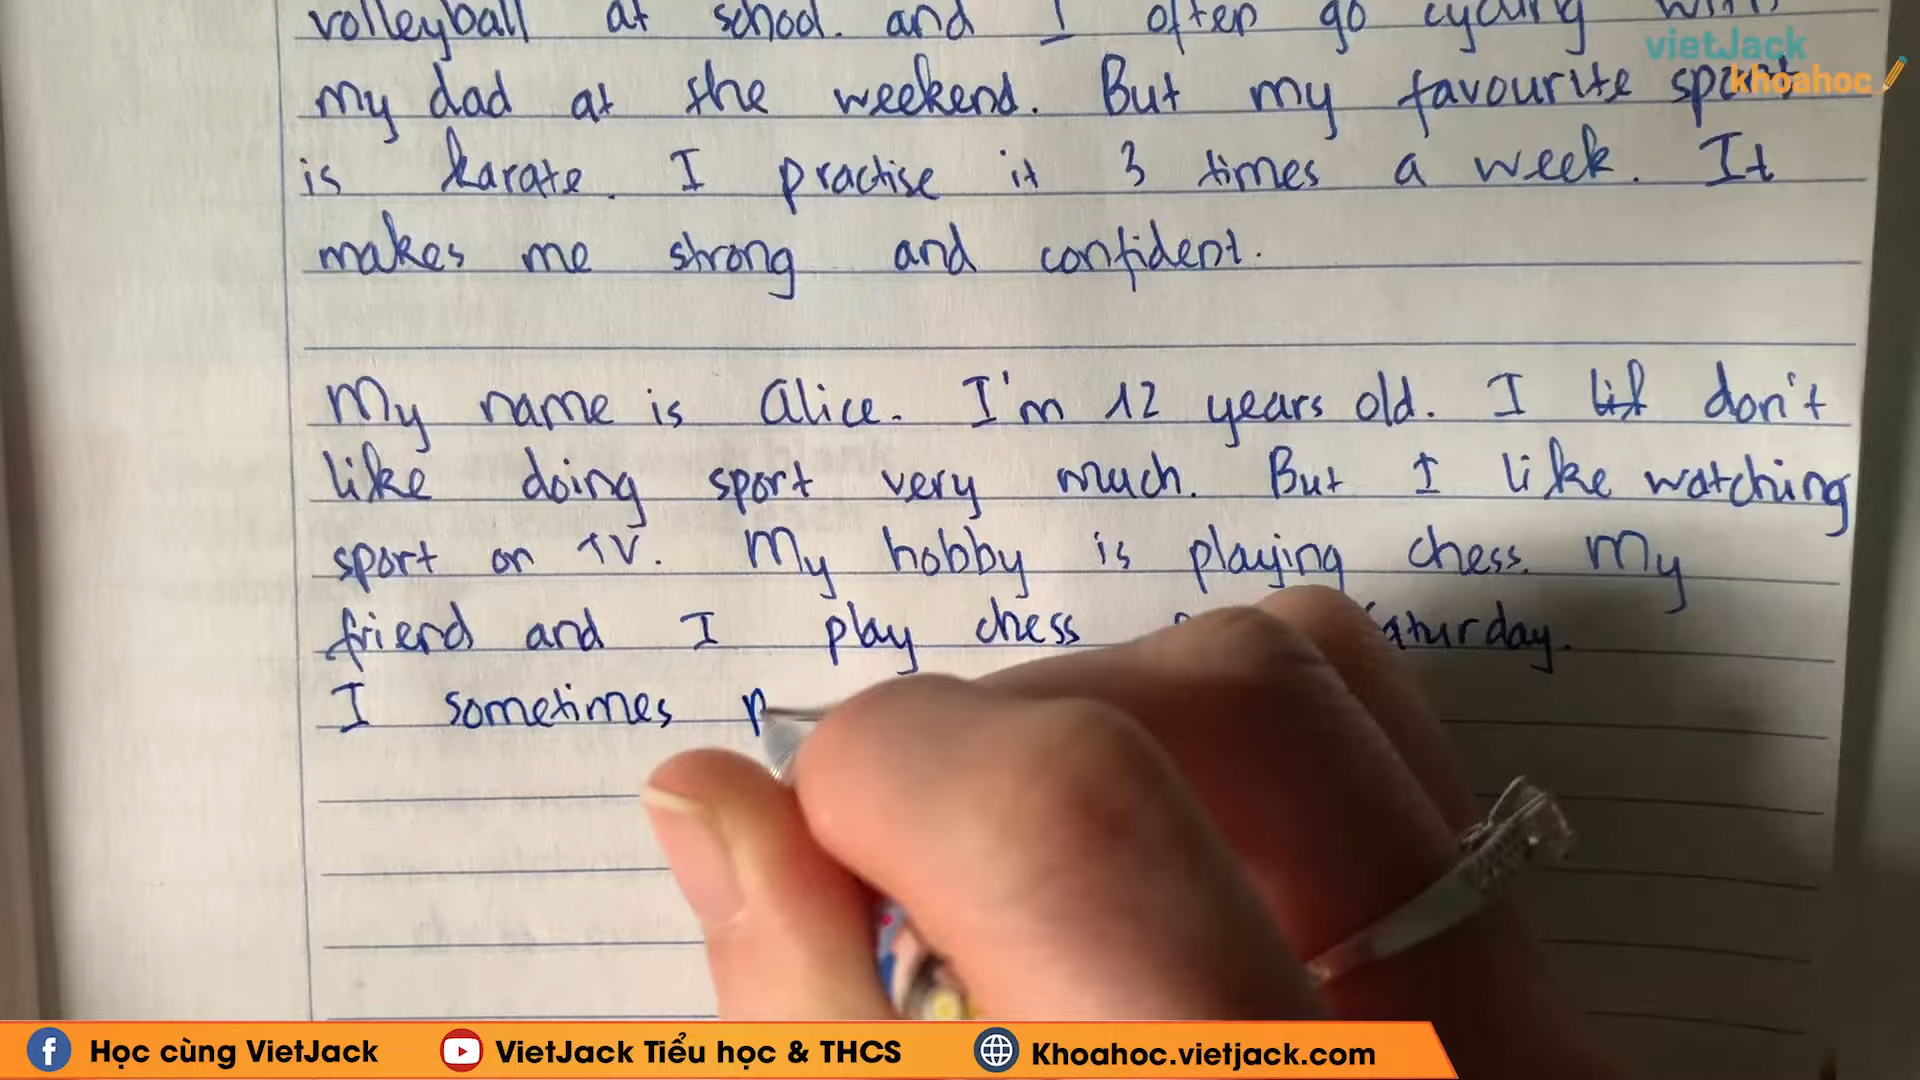 volleyball at school. and I often go cycling with
my dad at the weekend. But my favourite sport
is karate. I practise it 3 times a week. It
makes me strong and confident.
My name is Alice. I'm 12 years old. I don't
like doing sport very much. But I like watching
sport on TV. My hobby is playing chess. My
friend and I play chess Saturday.
I sometimes
vietJack
khoahoc
Học cùng VietJack
VietJack Tiểu học & THCS
Khoahoc.vietjack.com